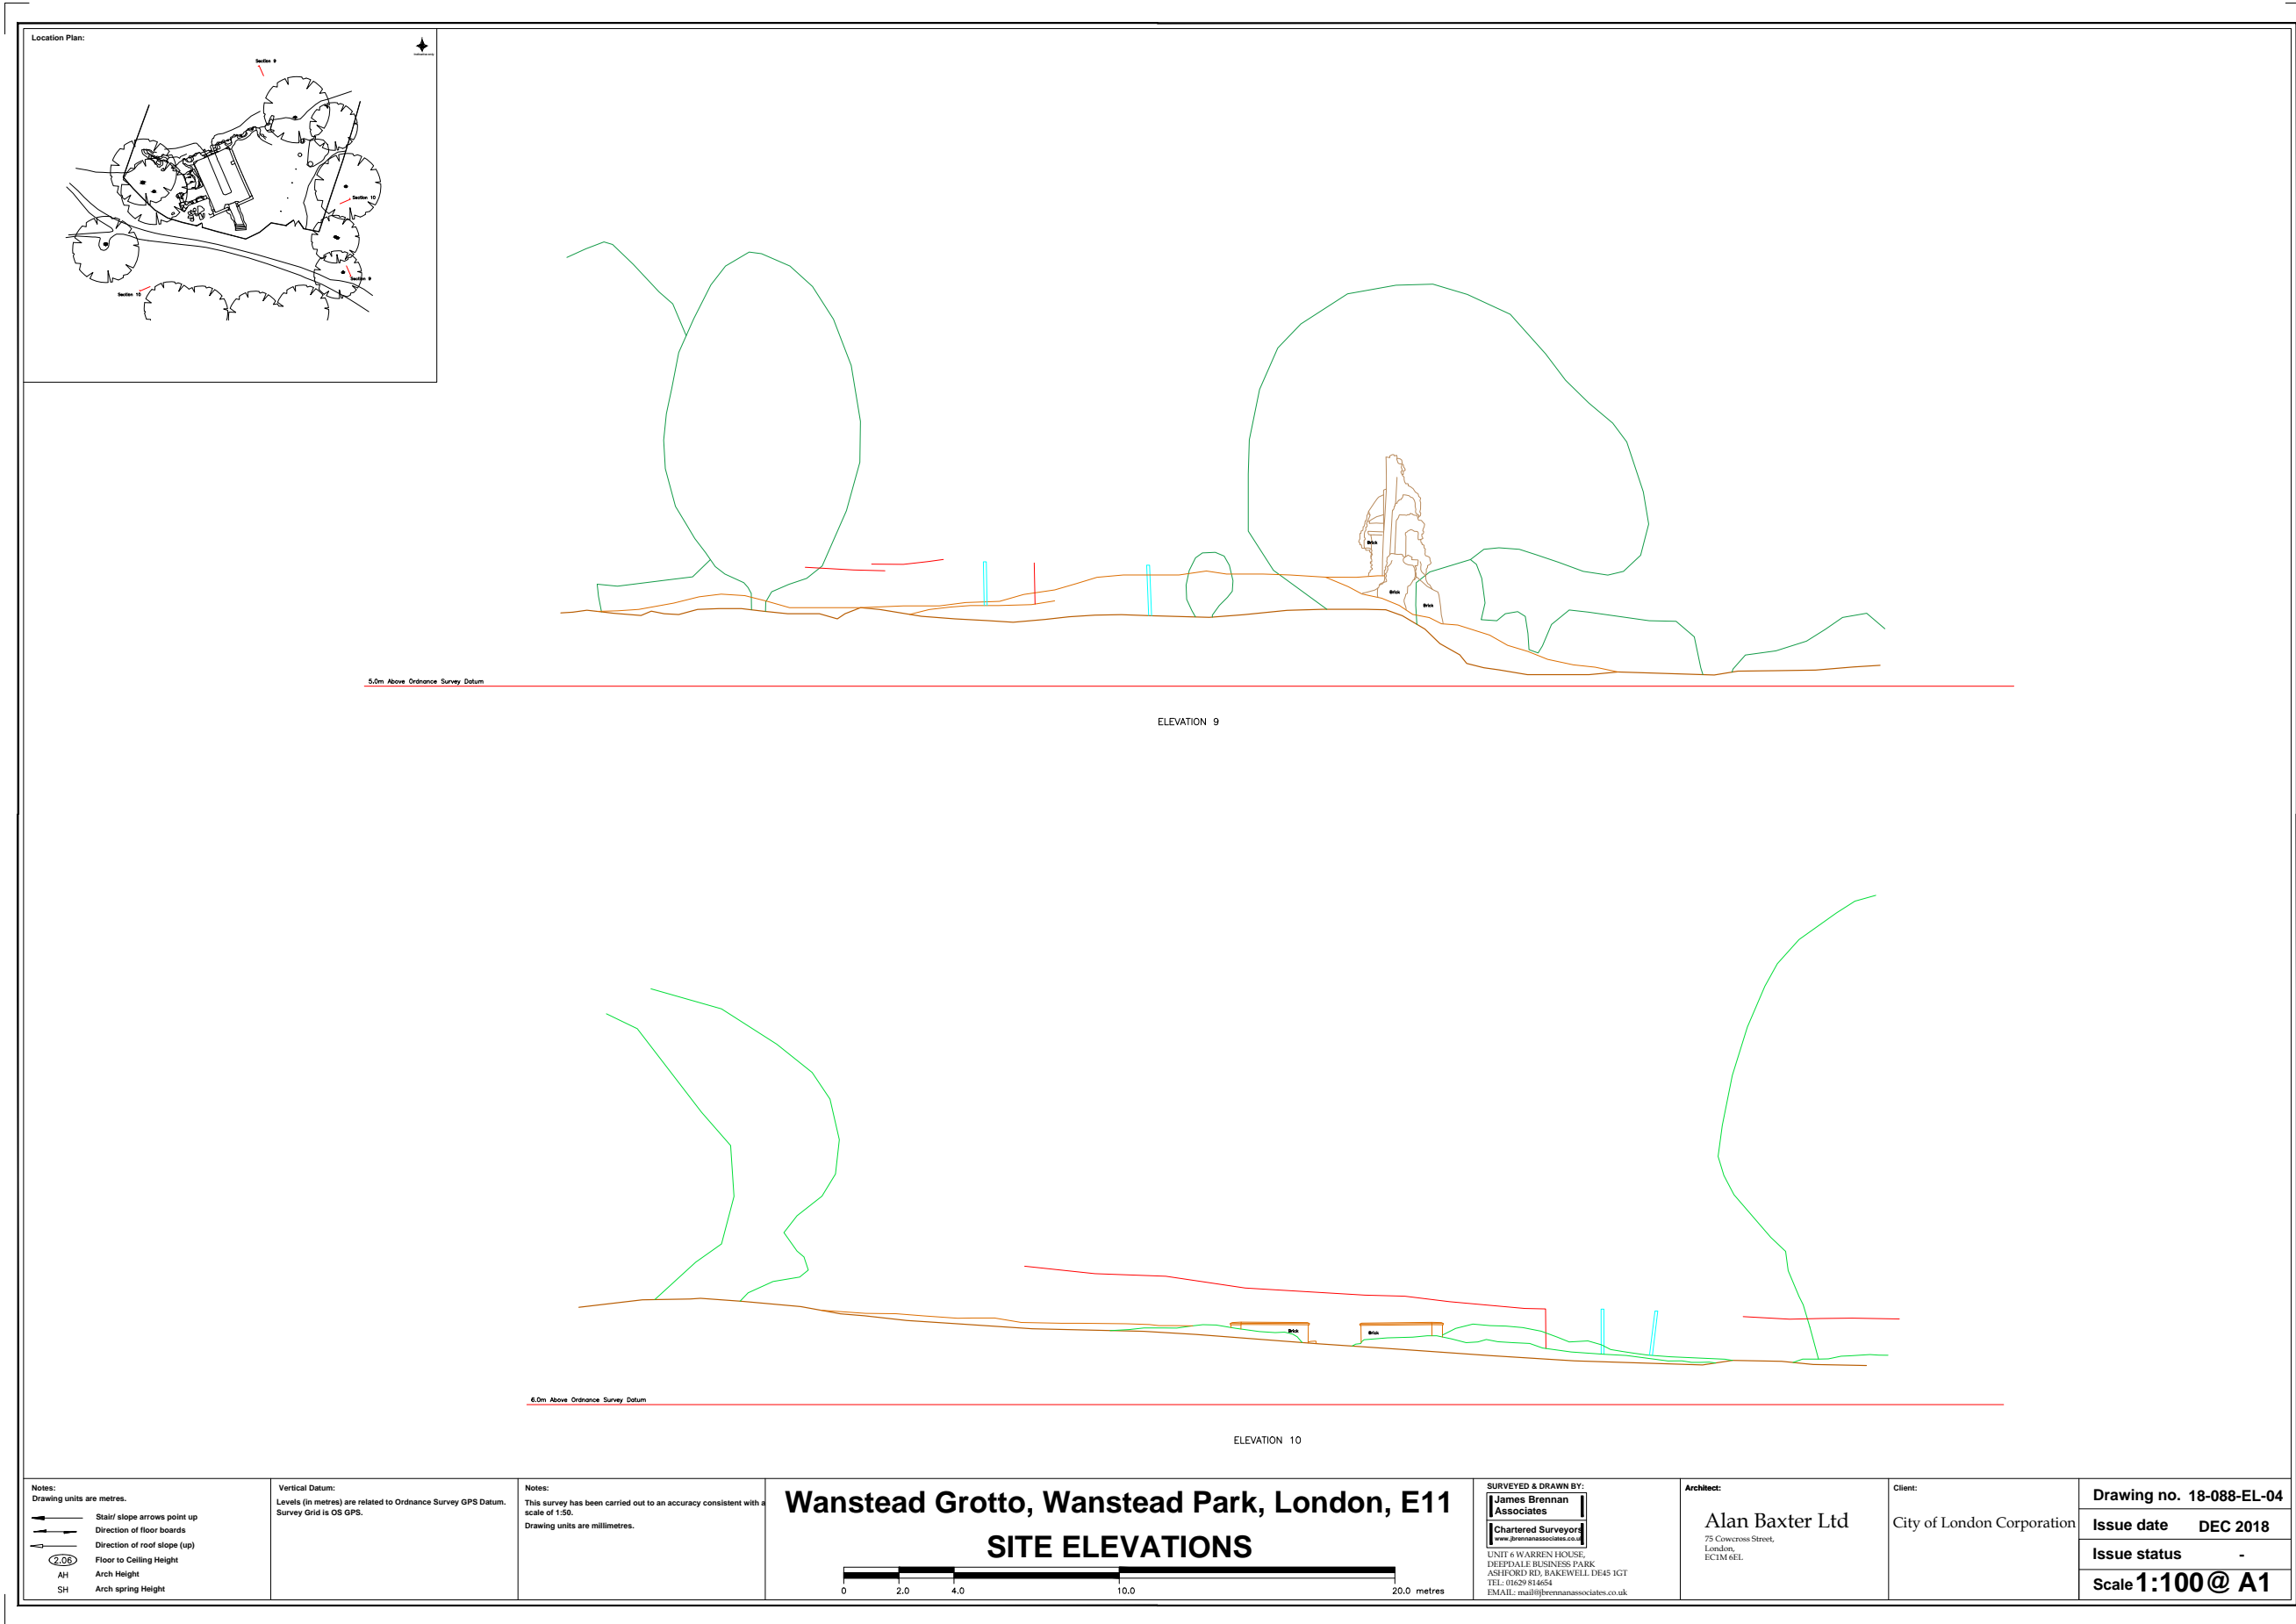 Location Plan:
Section 9
Section 10
Section 9
Section 10
Brick
Brick
Brick
5.0m Above Ordnance Survey Datum
ELEVATION 9
Brick
Brick
6.0m Above Ordnance Survey Datum
ELEVATION 10
Notes:
Drawing units are metres.
Stair/ slope arrows point up
Direction of floor boards
Direction of roof slope (up)
2.06 Floor to Ceiling Height
AH Arch Height
SH Arch spring Height
Vertical Datum:
Levels (in metres) are related to Ordnance Survey GPS Datum.
Survey Grid is OS GPS.
Notes:
This survey has been carried out to an accuracy consistent with a
scale of 1:50.
Drawing units are millimetres.
Wanstead Grotto, Wanstead Park, London, E11
SITE ELEVATIONS
0 2.0 4.0 10.0 20.0 metres
SURVEYED & DRAWN BY:
James Brennan
Associates
Chartered Surveyors
www.jbrennanassociates.co.uk
UNIT 6 WARREN HOUSE,
DEEPDALE BUSINESS PARK
ASHFORD RD, BAKEWELL DE45 1GT
TEL: 01629 814654
EMAIL: mail@jbrennanassociates.co.uk
Architect:
Alan Baxter Ltd
75 Cowcross Street,
London,
EC1M 6EL
Client:
City of London Corporation
Drawing no. 18-088-EL-04
Issue date DEC 2018
Issue status -
Scale 1:100@ A1